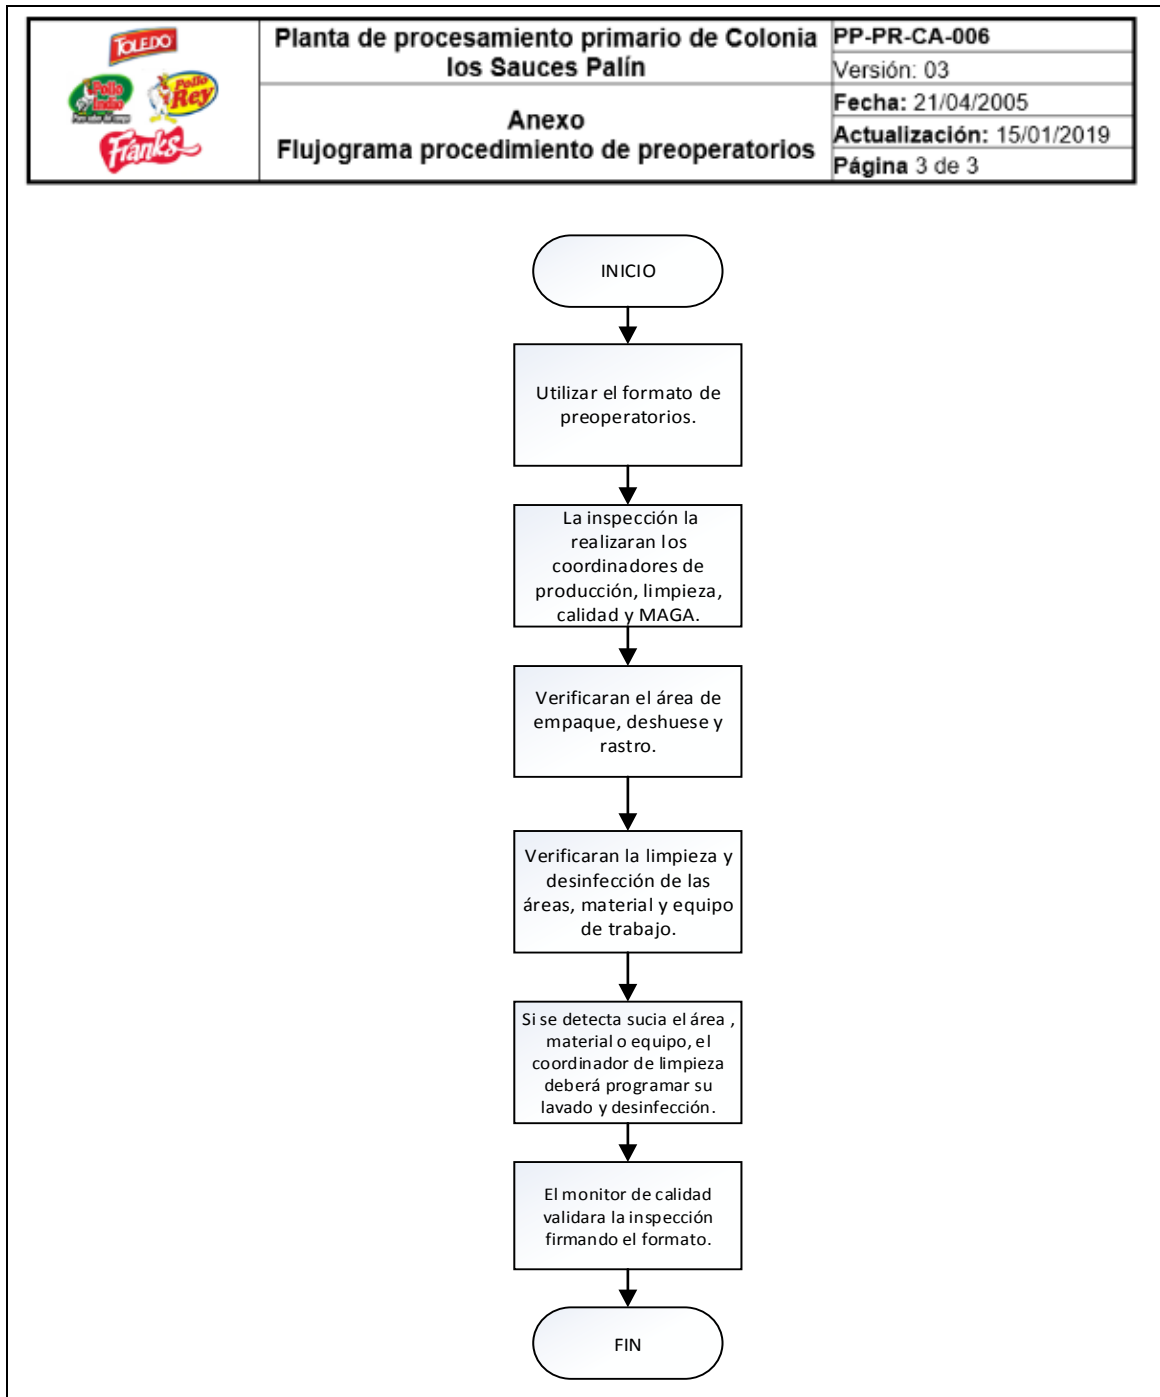 TOLEDO
Pollo
Indio
Pollo
Rey
Franks
Planta de procesamiento primario de Colonia
los Sauces Palín
Anexo
Flujograma procedimiento de preoperatorios
PP-PR-CA-006
Versión: 03
Fecha: 21/04/2005
Actualización: 15/01/2019
Página 3 de 3
INICIO
Utilizar el formato de
preoperatorios.
La inspección la
realizaran los
coordinadores de
producción, limpieza,
calidad y MAGA.
Verificaran el área de
empaque, deshuese y
rastro.
Verificaran la limpieza y
desinfección de las
áreas, material y equipo
de trabajo.
Si se detecta sucia el área ,
material o equipo, el
coordinador de limpieza
deberá programar su
lavado y desinfección.
El monitor de calidad
validara la inspección
firmando el formato.
FIN